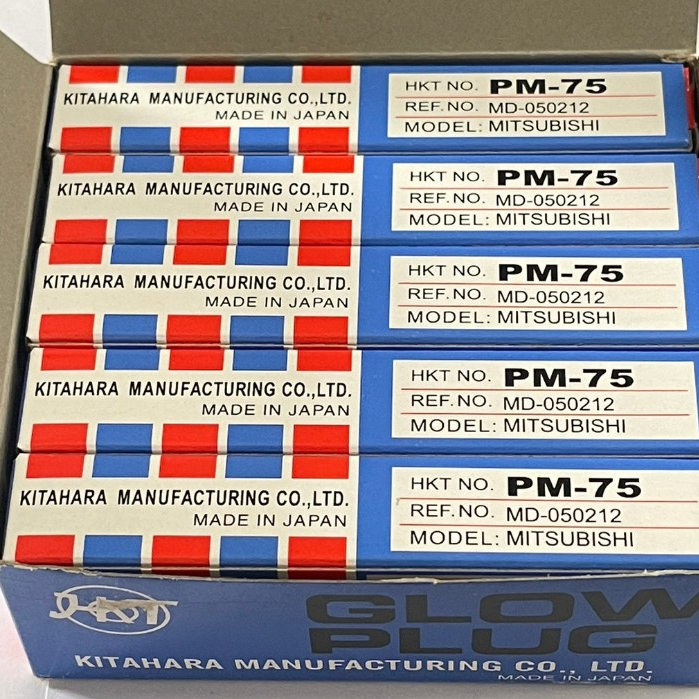 KITAHARA MANUFACTURING CO.,LTD.
MADE IN JAPAN
HKT NO. PM-75
REF.NO. MD-050212
MODEL: MITSUBISHI
KITAHARA MANUFACTURING CO.,LTD.
MADE IN JAPAN
HKT NO. PM-75
REF.NO. MD-050212
MODEL: MITSUBISHI
KITAHARA MANUFACTURING CO.,LTD.
MADE IN JAPAN
HKT NO. PM-75
REF.NO. MD-050212
MODEL: MITSUBISHI
KITAHARA MANUFACTURING CO.,LTD.
MADE IN JAPAN
HKT NO. PM-75
REF.NO. MD-050212
MODEL: MITSUBISHI
KITAHARA MANUFACTURING CO.,LTD.
MADE IN JAPAN
HKT NO. PM-75
REF.NO. MD-050212
MODEL: MITSUBISHI
HKT
GLOW
PLUG
KITAHARA MANUFACTURING CO., LTD.
MADE IN JAPAN